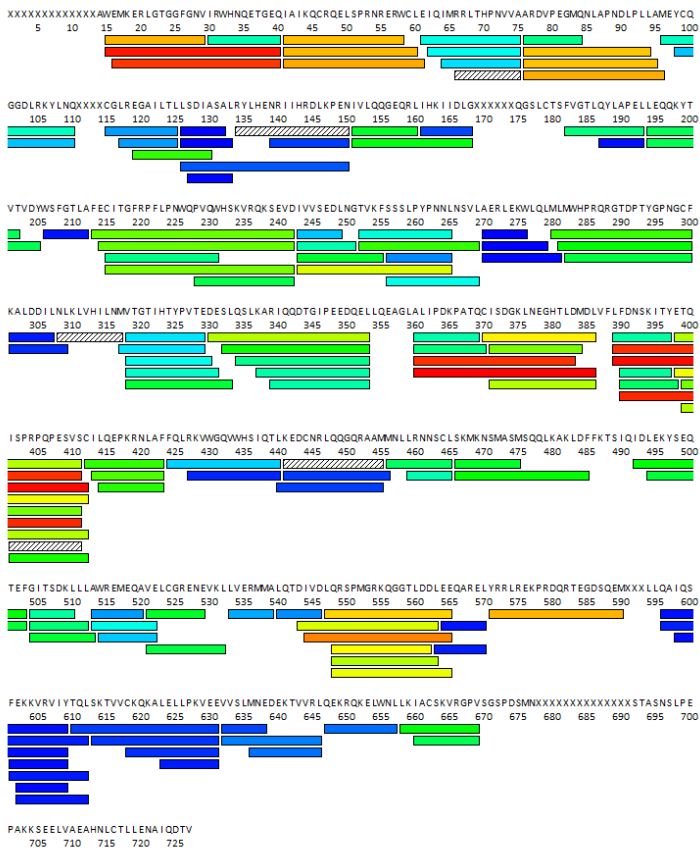 XXXXXXXXXXXXXAWEMKERLGTGGFGNVIRWHNQETGEQIAIKQCRQELSPRNRERWCLEIQIMRRLTHPNVVAARDVPEGMQNLAPNDLPLLAMEYCQ
5 10 15 20 25 30 35 40 45 50 55 60 65 70 75 80 85 90 95 100
GGDLRKYLNQXXXXCGLREGAILTLLSDIASALRYLHENRIIHRDLKPENIVLQQGEQRLIHKIIDLGXXXXXXQGSLCTSFVGTLQYLAPELLEQQKYT
105 110 115 120 125 130 135 140 145 150 155 160 165 170 175 180 185 190 195 200
VTVDYWSFGTLAFECITGFRPFLPNWQPVQWHSKVRQKSEVDIVVSEDLNGTVKFSSSLPYPNNLNSVLAERLEKWLQLMLMWHPRQRGTDPTYGPNGCF
205 210 215 220 225 230 235 240 245 250 255 260 265 270 275 280 285 290 295 300
KALDDILNLKLVHILNMVTGTIHTYPVTEDESLQSLKARIQQDTGIPEEDQELLQEAGLALIPDKPATQCISDGKLNEGHTLDMDLVFLFDNSKITYETQ
305 310 315 320 325 330 335 340 345 350 355 360 365 370 375 380 385 390 395 400
ISPRPQPESVSCILQEPKRNLAFFQLRKVWGQVWHSIQTLKEDCNRLQQGQRAAMMNLLRNNSCLSKMKNSMASMSQQLKAKLDFFKTSIQIDLEKYSEQ
405 410 415 420 425 430 435 440 445 450 455 460 465 470 475 480 485 490 495 500
TEFGITSDKLLLAWREMEQAVELCGRENEVKLLVERMMALQTDIVDLQRSPMGRKQGGTLDDLEEQARELYRRLREKPRDQRTEGDSQEMXXXLLQAIQS
505 510 515 520 525 530 535 540 545 550 555 560 565 570 575 580 585 590 595 600
FEKKVRVIYTQLSKTVVCKQKALELLPKVEEVVSLMNEDEKTVVRLQEKRQKELWNLLKIACSKVRGPVSGSPDSMNXXXXXXXXXXXXXXSTASNSLPE
605 610 615 620 625 630 635 640 645 650 655 660 665 670 675 680 685 690 695 700
PAKKSEELVAEAHNLCTLLENAIQDTV
705 710 715 720 725